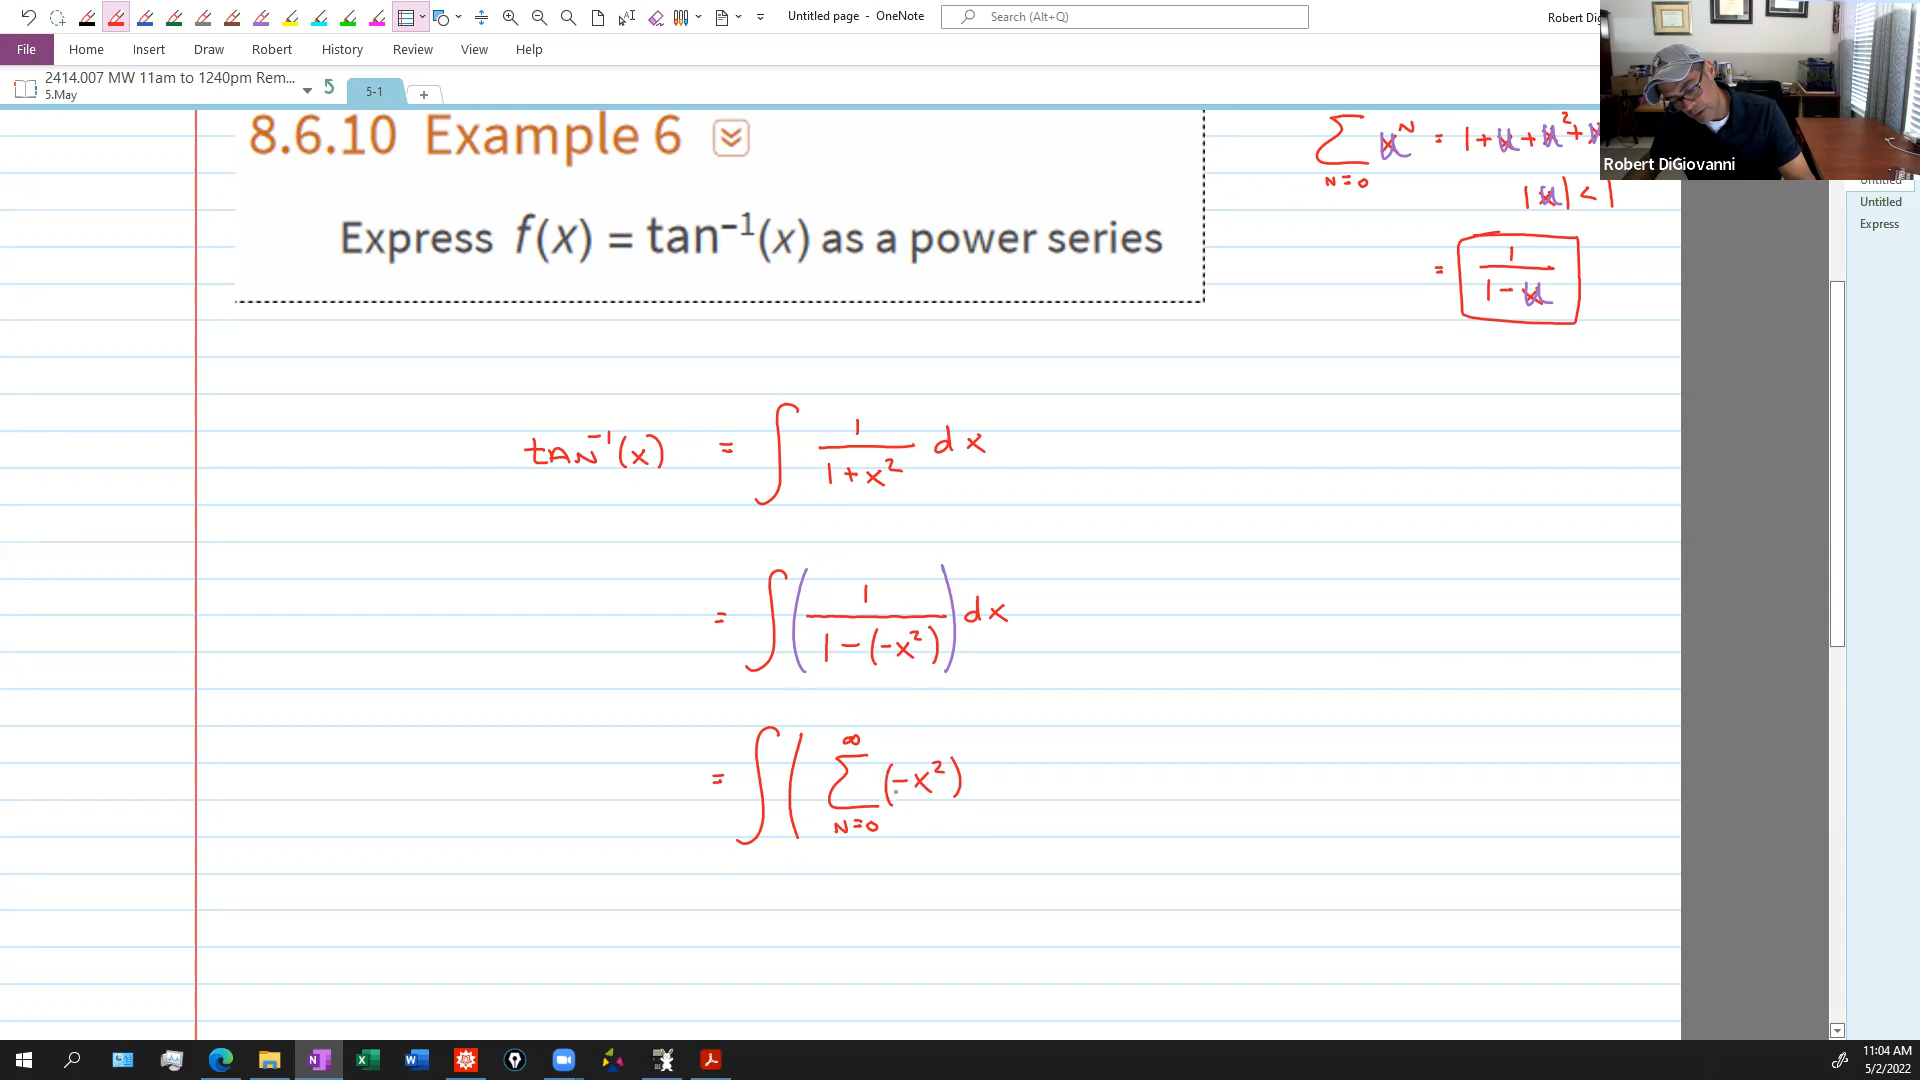 Untitled page - OneNote
Search (Alt+Q)
File Home Insert Draw Robert History Review View Help
2414.007 MW 11am to 1240pm Rem...
5.May
5-1
Robert DiGiovanni
Untitled
Express
8.6.10 Example 6
Express f(x) = tan⁻¹(x) as a power series
∑ u^N = 1 + u + u² +
N=0
|u| < 1
= 1/(1-u)
tAN⁻¹(x) = ∫ 1/(1+x²) dx
= ∫ (1/(1-(-x²))) dx
= ∫ ( ∞ ∑ N=0 (-x²)
11:04 AM
5/2/2022